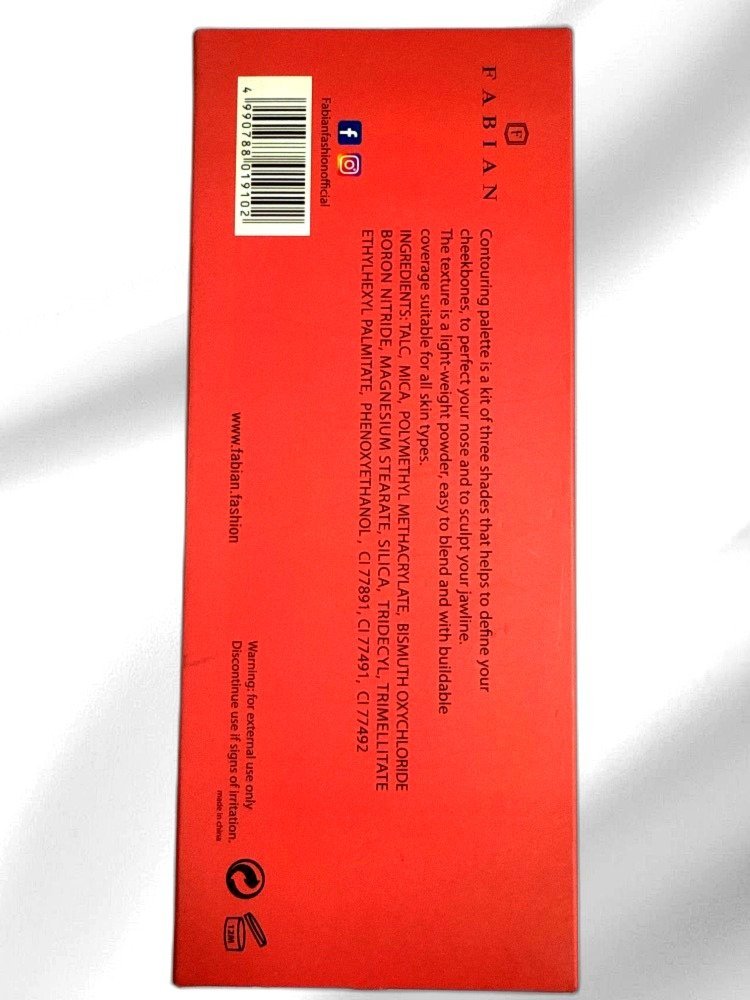 F
FABIAN
Contouring palette is a kit of three shades that helps to define your
cheekbones, to perfect your nose and to sculpt your jawline.
The texture is a light-weight powder, easy to blend and with buildable
coverage suitable for all skin types.
INGREDIENTS: TALC, MICA, POLYMETHYL METHACRYLATE, BISMUTH OXYCHLORIDE
BORON NITRIDE, MAGNESIUM STEARATE, SILICA, TRIDECYL, TRIMELLITATE
ETHYLHEXYL PALMITATE, PHENOXYETHANOL , CI 77891, CI 77491, CI 77492
f
Fabianfashionofficial
4 990788 019102
www.fabian.fashion
Warning: for external use only
Discontinue use if signs of irritation.
made in china
12M